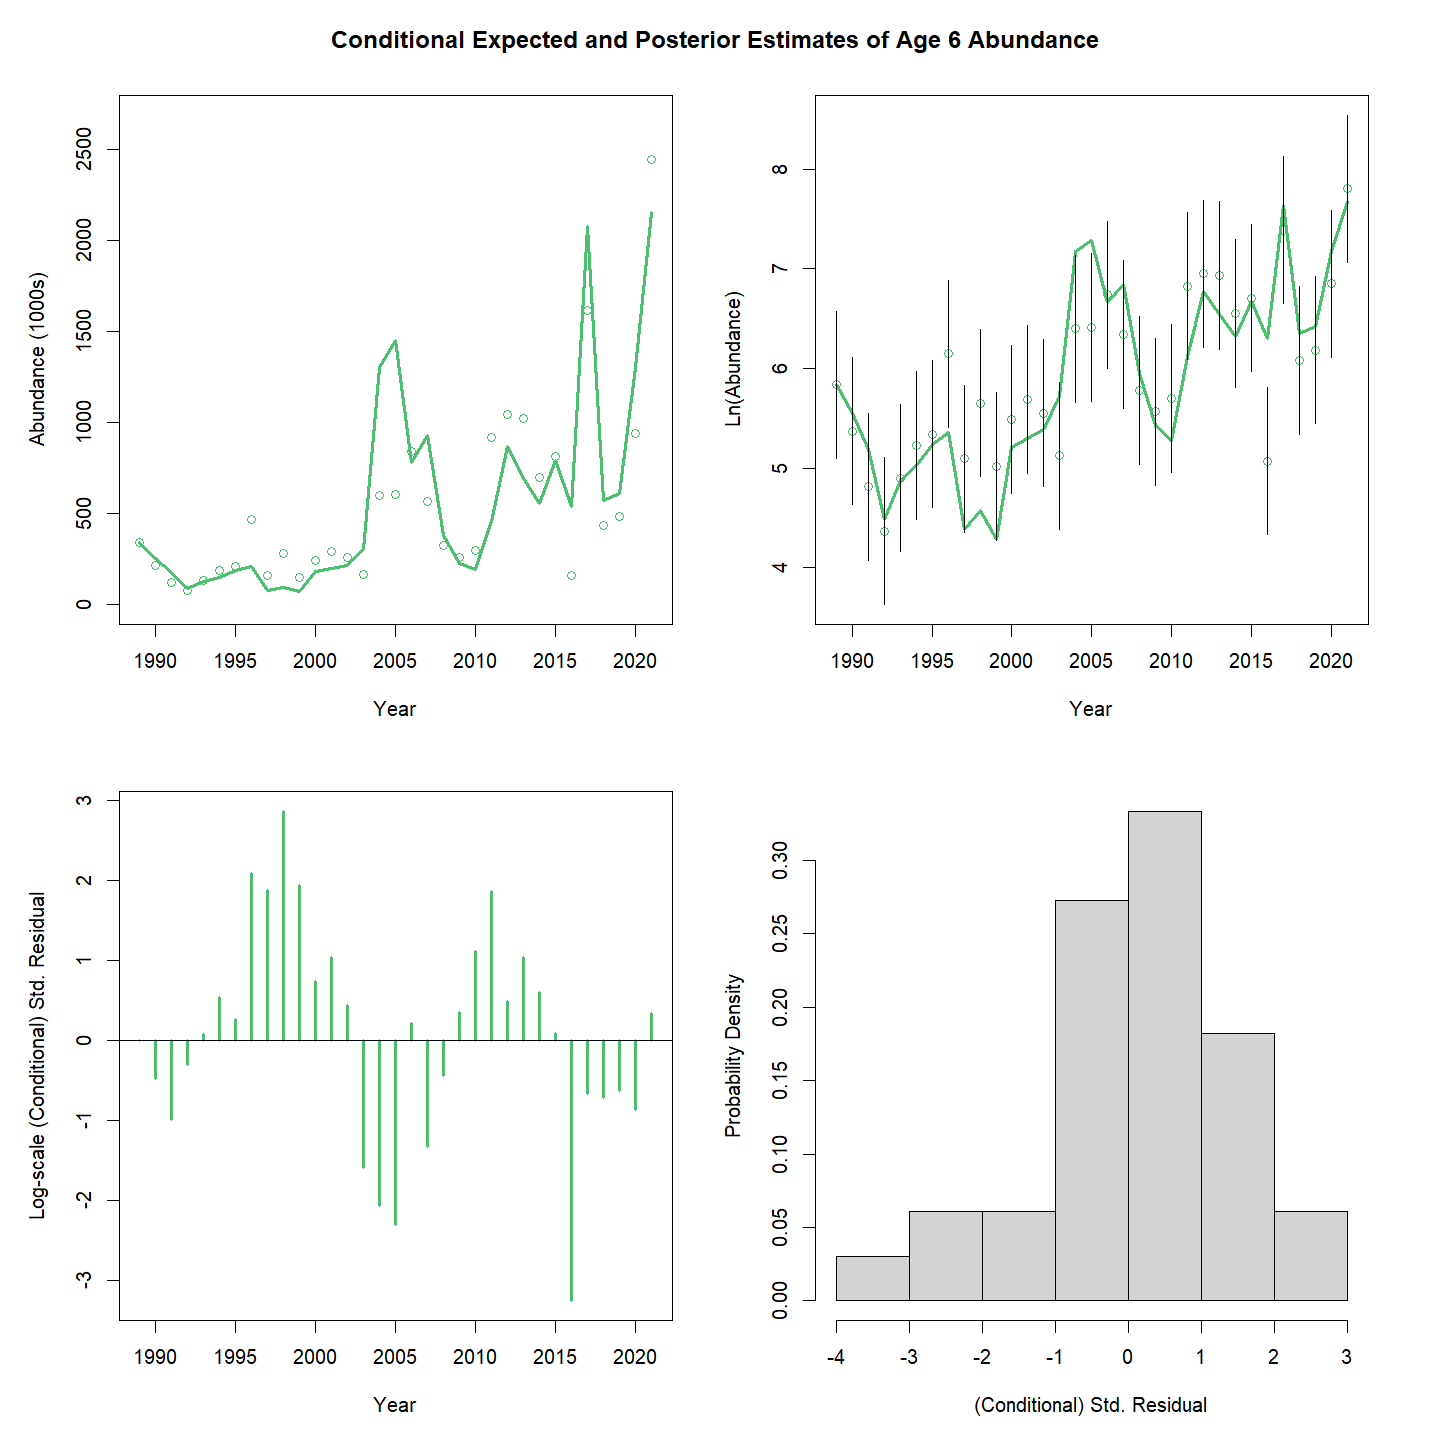 Conditional Expected and Posterior Estimates of Age 6 Abundance
Abundance (1000s)
2500
2000
1500
1000
500
0
1990 1995 2000 2005 2010 2015 2020
Year
Ln(Abundance)
8
7
6
5
4
1990 1995 2000 2005 2010 2015 2020
Year
Log-scale (Conditional) Std. Residual
3
2
1
0
-1
-2
-3
1990 1995 2000 2005 2010 2015 2020
Year
Probability Density
0.30
0.25
0.20
0.15
0.10
0.05
0.00
-4 -3 -2 -1 0 1 2 3
(Conditional) Std. Residual